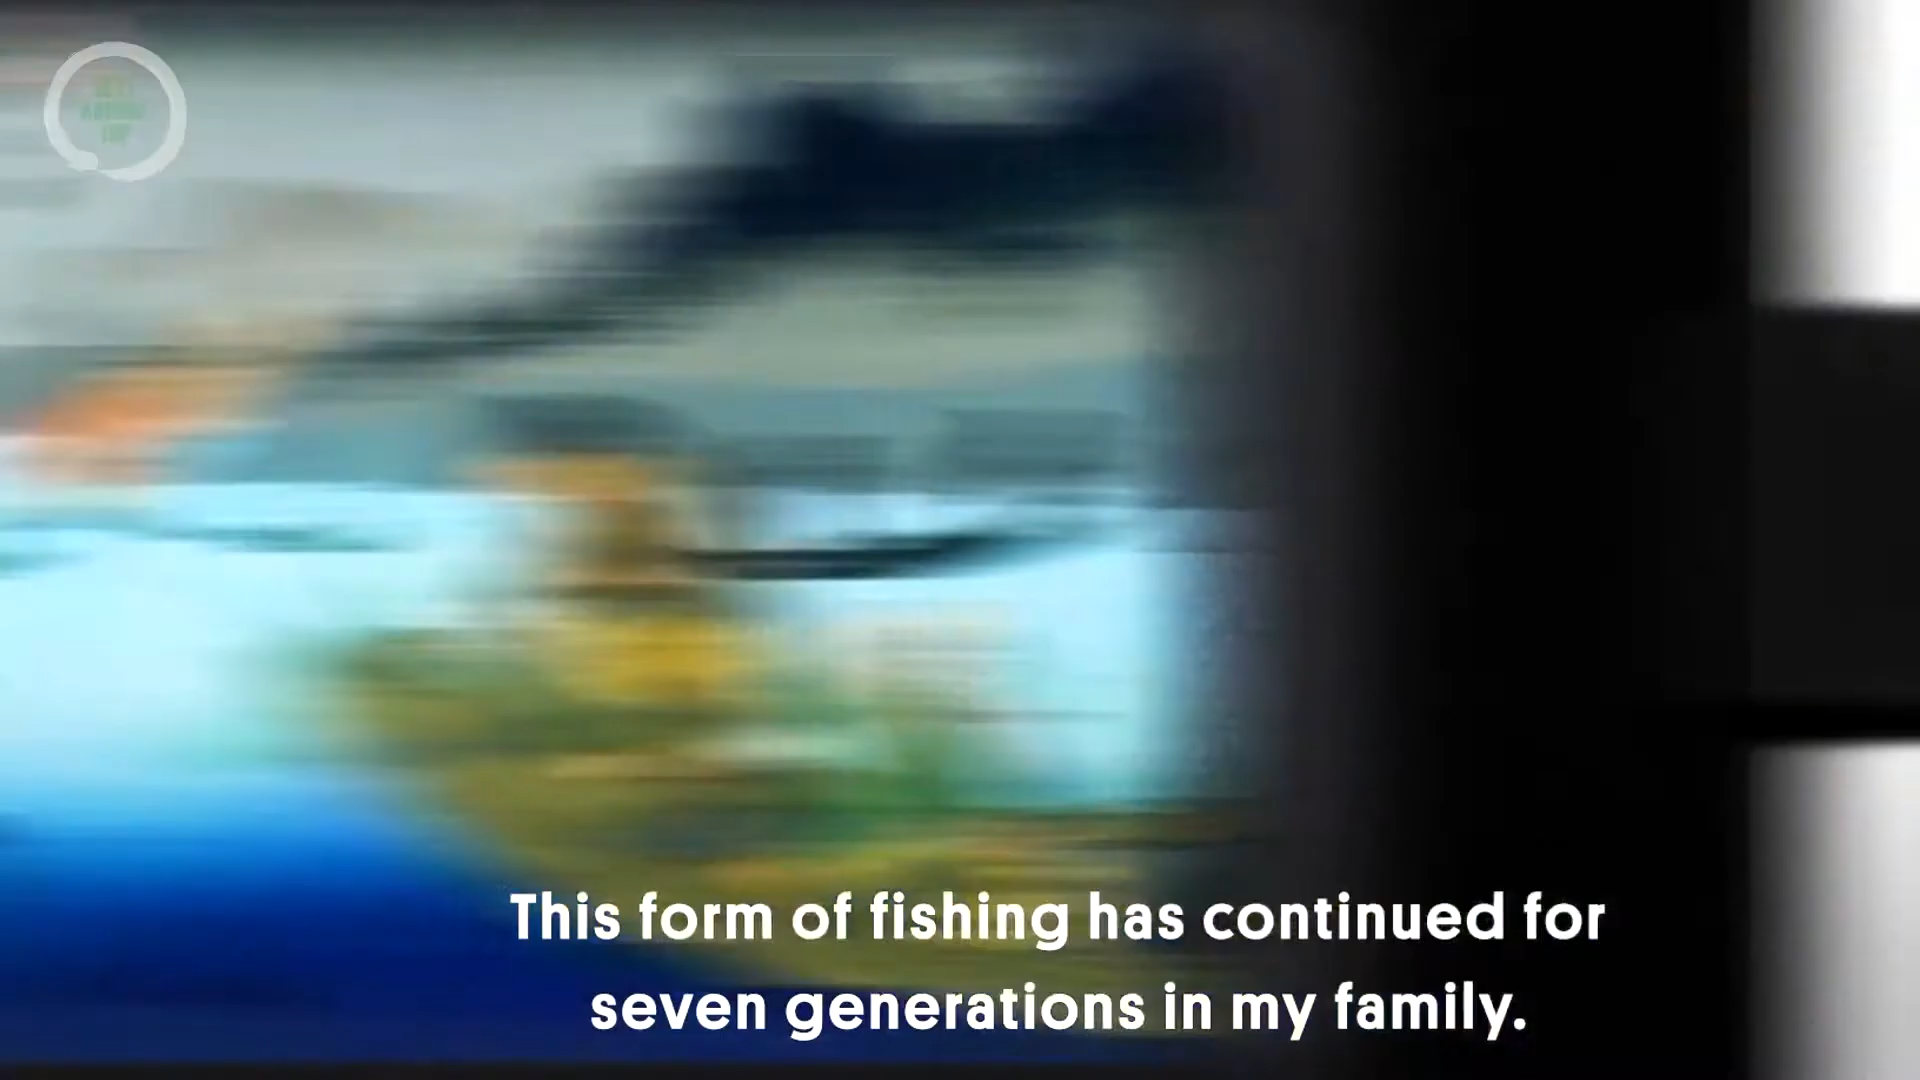 This form of fishing has continued for
seven generations in my family.